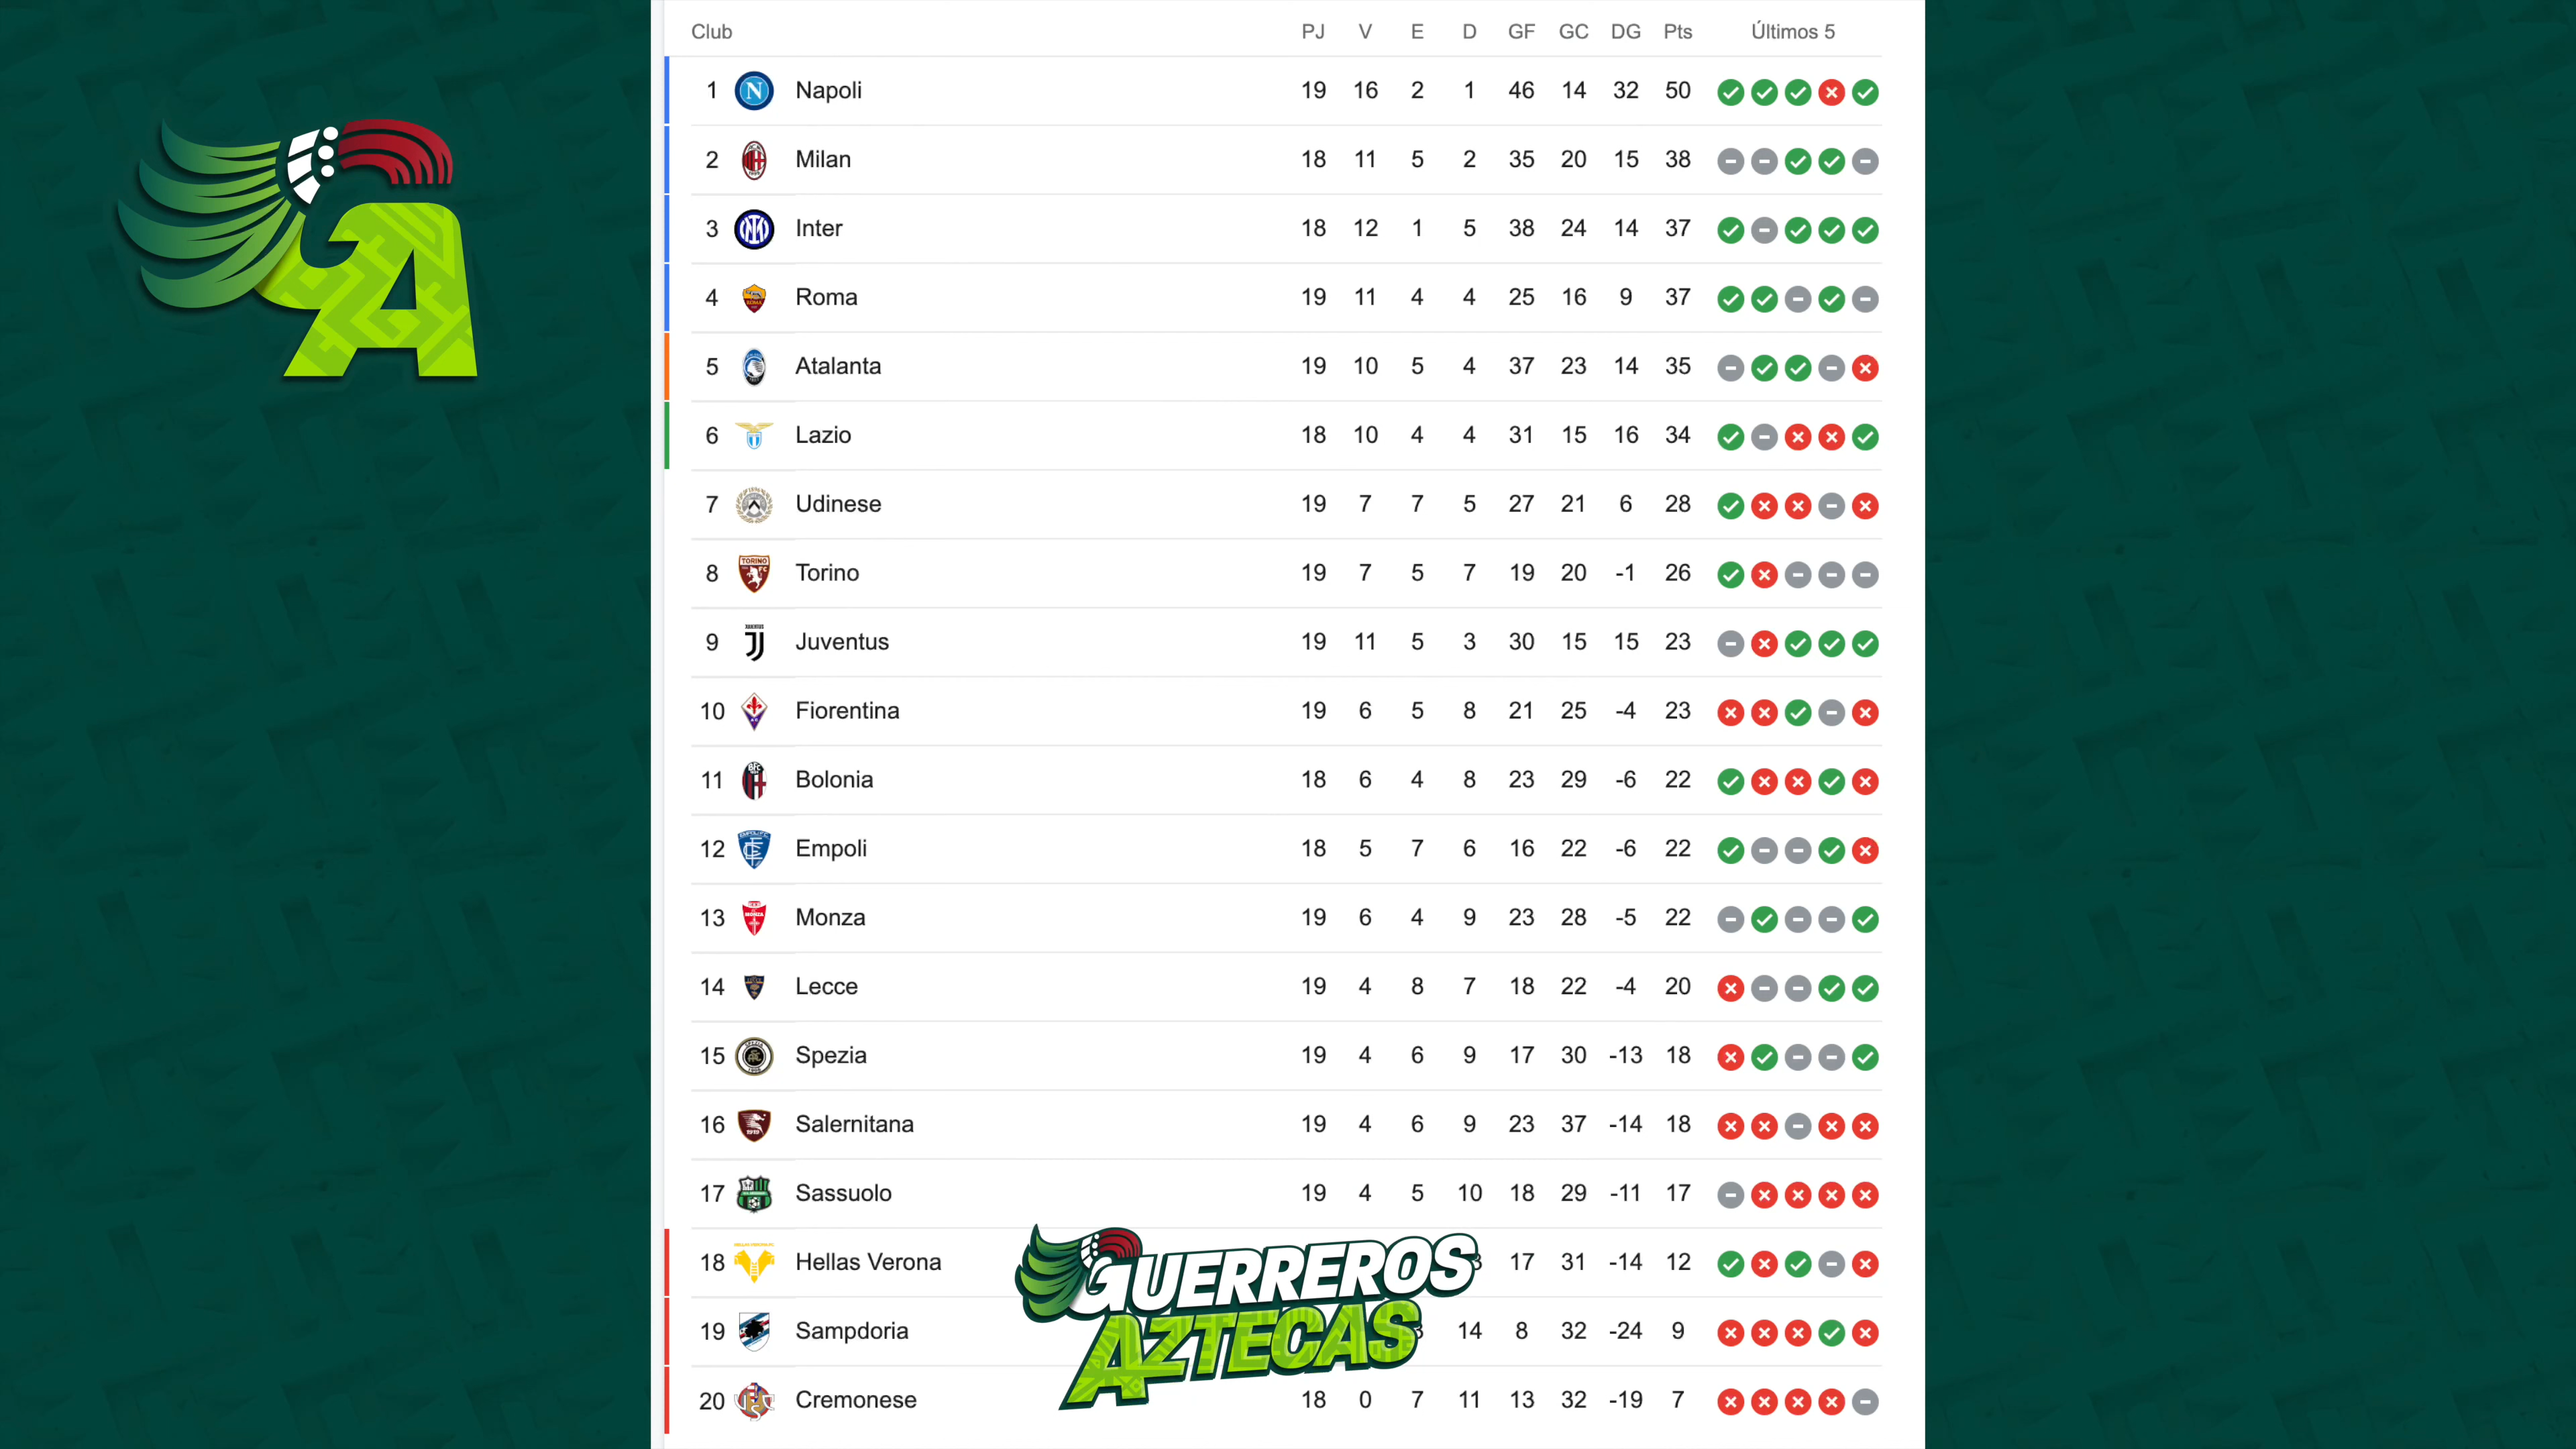 Club PJ V E D GF GC DG Pts Últimos 5
1 Napoli 19 16 2 1 46 14 32 50
2 Milan 18 11 5 2 35 20 15 38
3 Inter 18 12 1 5 38 24 14 37
4 Roma 19 11 4 4 25 16 9 37
5 Atalanta 19 10 5 4 37 23 14 35
6 Lazio 18 10 4 4 31 15 16 34
7 Udinese 19 7 7 5 27 21 6 28
8 Torino 19 7 5 7 19 20 -1 26
9 Juventus 19 11 5 3 30 15 15 23
10 Fiorentina 19 6 5 8 21 25 -4 23
11 Bolonia 18 6 4 8 23 29 -6 22
12 Empoli 18 5 7 6 16 22 -6 22
13 Monza 19 6 4 9 23 28 -5 22
14 Lecce 19 4 8 7 18 22 -4 20
15 Spezia 19 4 6 9 17 30 -13 18
16 Salernitana 19 4 6 9 23 37 -14 18
17 Sassuolo 19 4 5 10 18 29 -11 17
18 Hellas Verona 17 31 -14 12
19 Sampdoria 14 8 32 -24 9
20 Cremonese 18 0 7 11 13 32 -19 7
GUERREROS
AZTECAS
GA